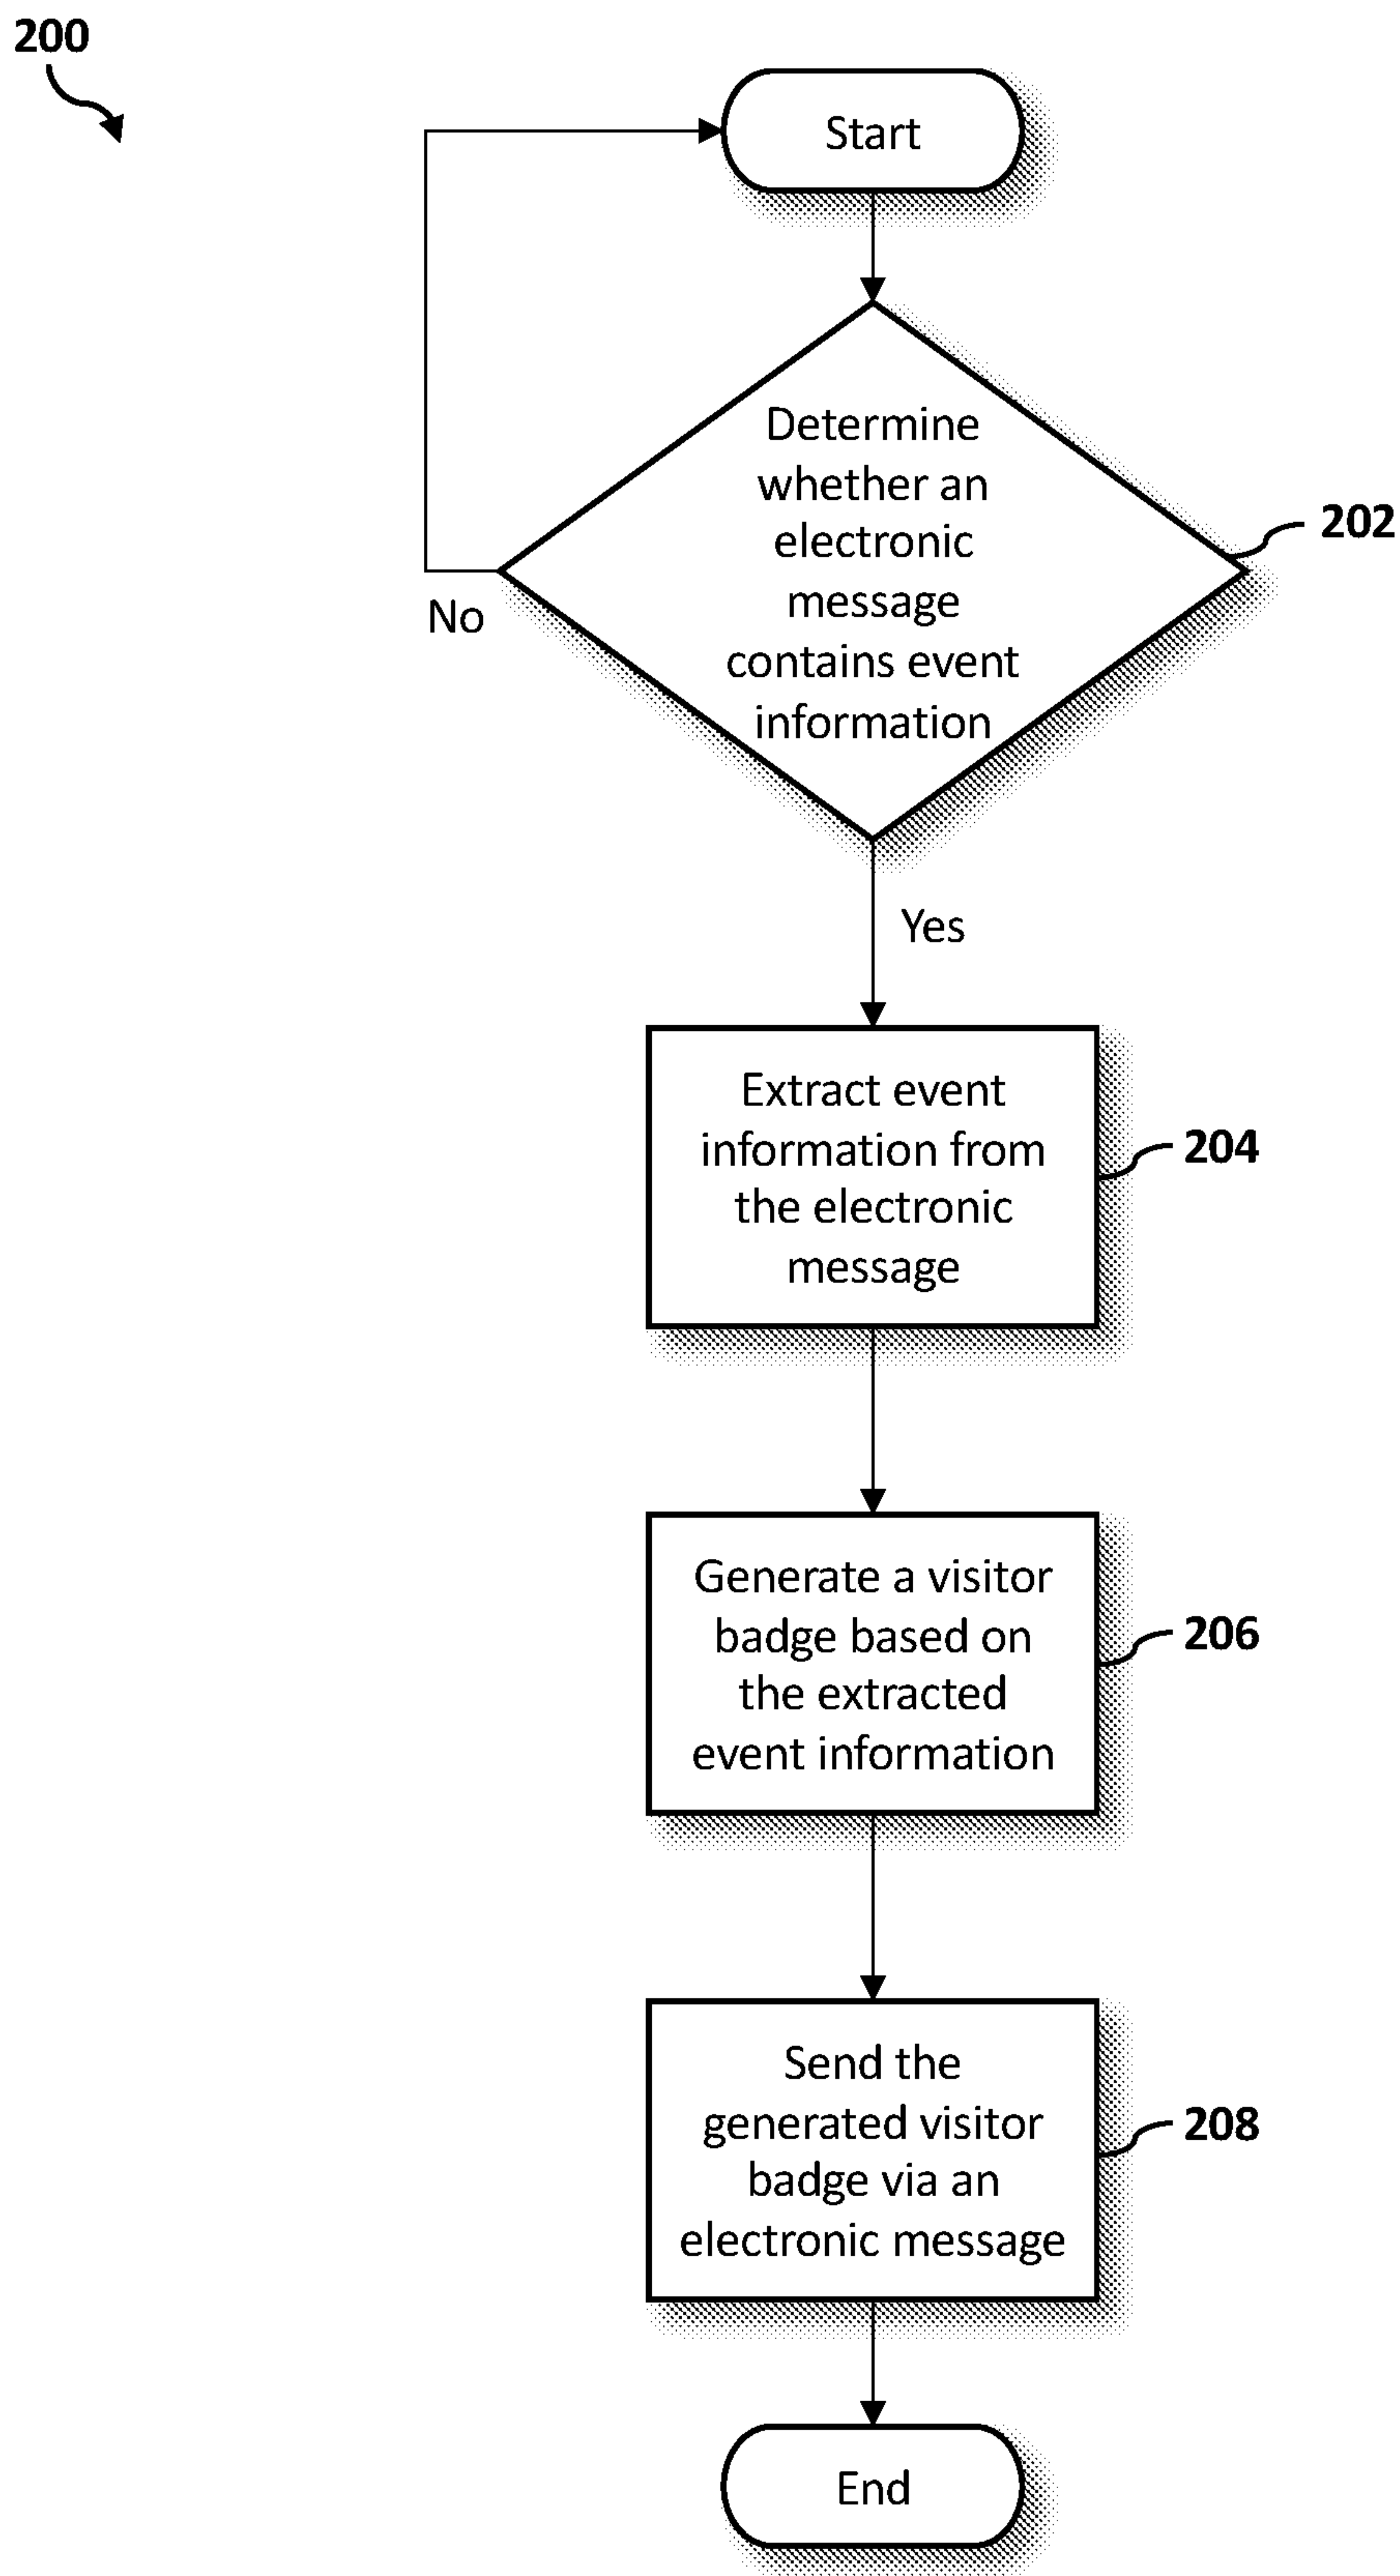 200
Start
Determine
whether an
electronic
message
contains event
information
202
No
Yes
Extract event
information from
the electronic
message
204
Generate a visitor
badge based on
the extracted
event information
206
Send the
generated visitor
badge via an
electronic message
208
End